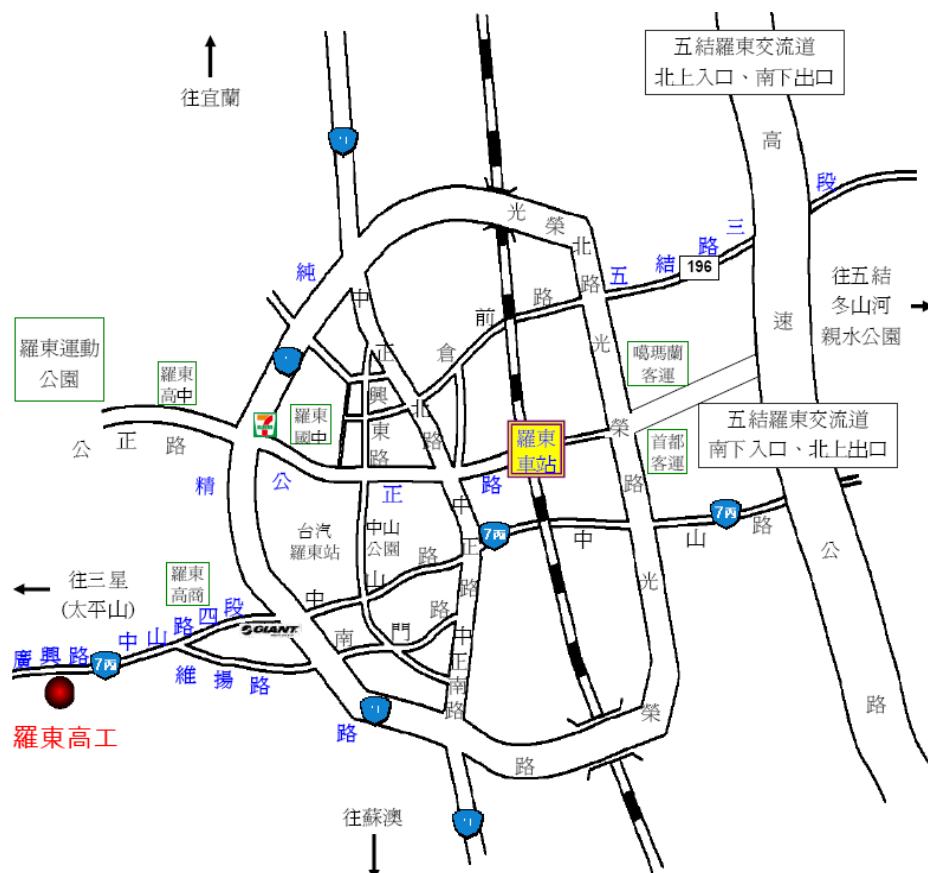 五結羅東交流道
北上入口、南下出口
往宜蘭
高
速
公
路
光榮北路
純
精
路
五結路三段
196
往五結
冬山河
親水公園
中正北路
倉前路
羅東運動
公園
羅東
高中
羅東
國中
興東路
噶瑪蘭
客運
羅東
車站
光榮路
首都
客運
五結羅東交流道
南下入口、北上出口
公正路
公正路
7丙
中山路
7丙
台汽
羅東站
中山
公園
中正路
中山路
往三星
(太平山)
羅東
高商
中山路四段
GIANT
南門路
中正南路
光榮路
廣興路
7丙
維揚路
羅東高工
往蘇澳